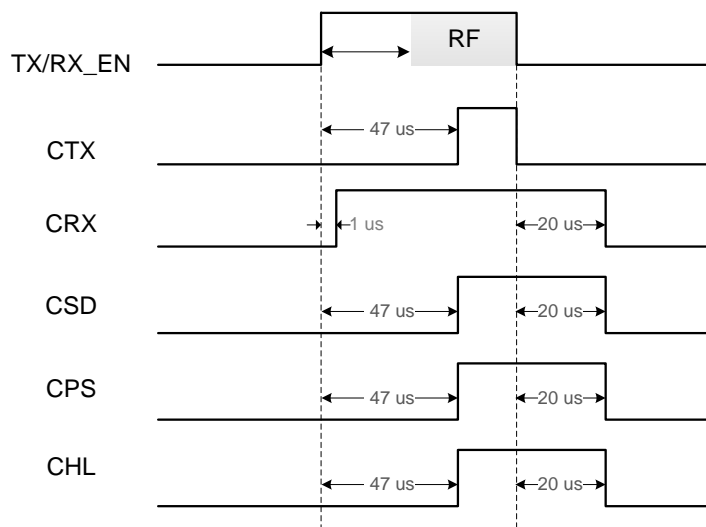 RF
TX/RX_EN
47 us
CTX
CRX
1 us
20 us
CSD
47 us
20 us
CPS
47 us
20 us
CHL
47 us
20 us